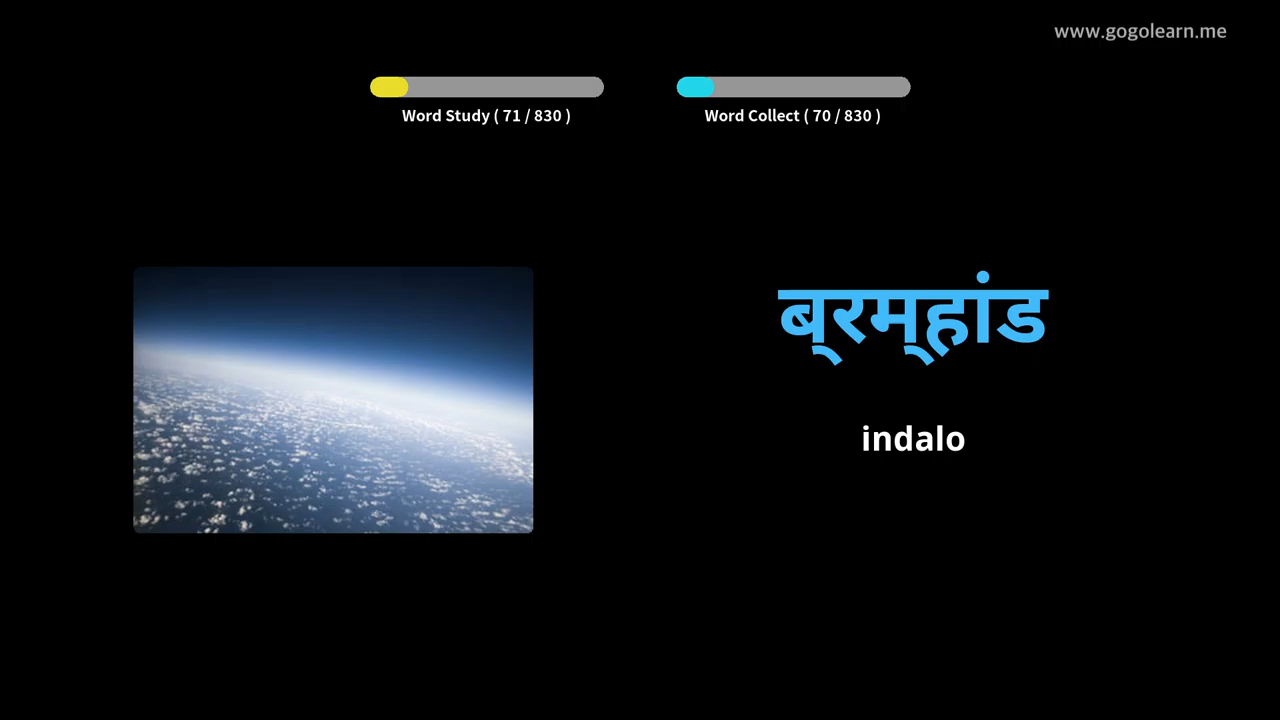 www.gogolearn.me
Word Study ( 71 / 830 )
Word Collect ( 70 / 830 )
ब्रम्हांड
indalo